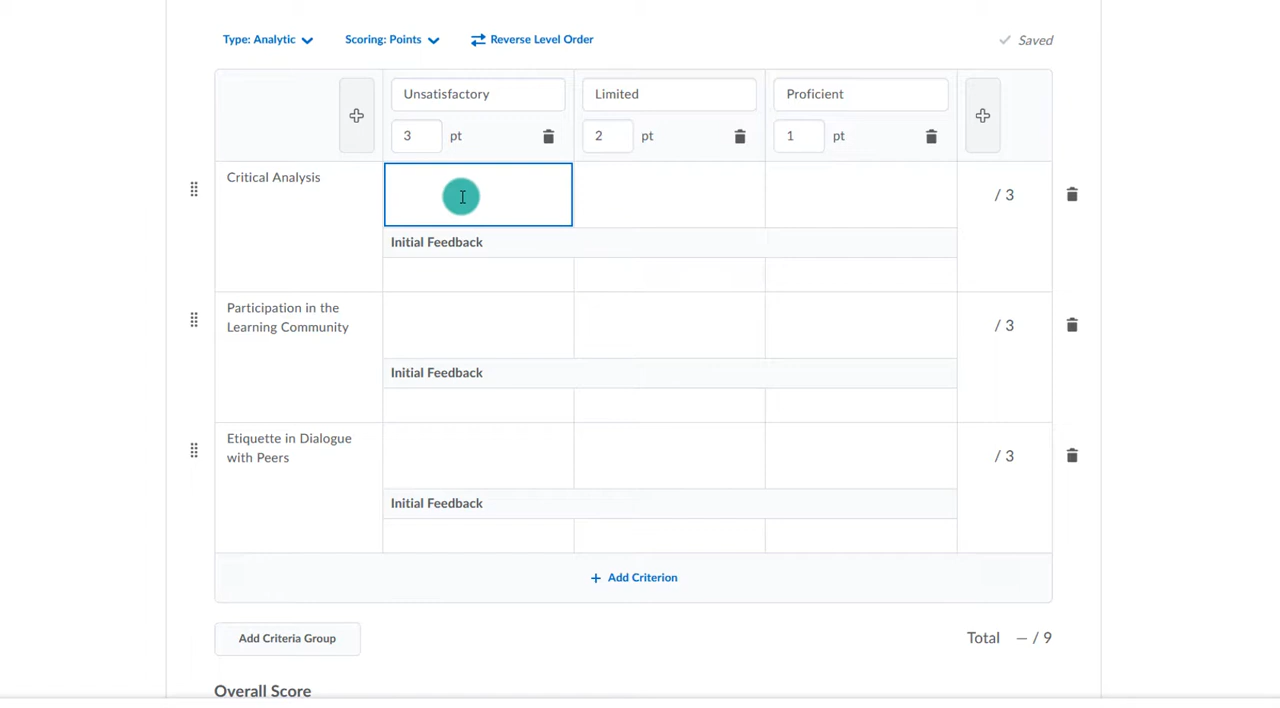 Type: Analytic Scoring: Points Reverse Level Order Saved
Unsatisfactory Limited Proficient
3 pt 2 pt 1 pt
Critical Analysis / 3
Initial Feedback
Participation in the
Learning Community / 3
Initial Feedback
Etiquette in Dialogue
with Peers / 3
Initial Feedback
+ Add Criterion
Add Criteria Group Total – / 9
Overall Score